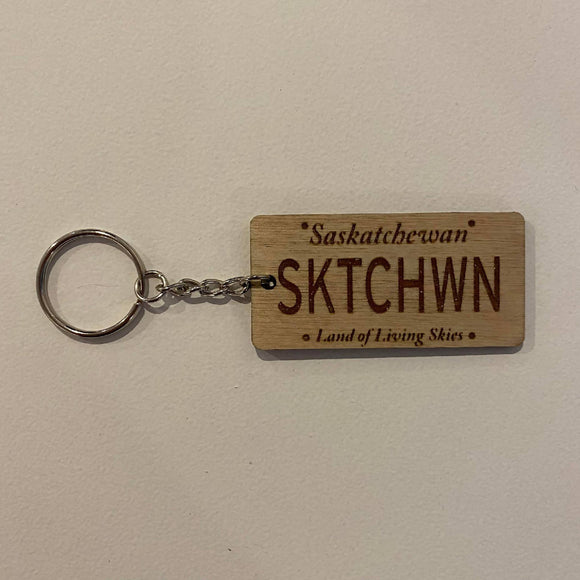 Saskatchewan
SKTCHWN
Land of Living Skies